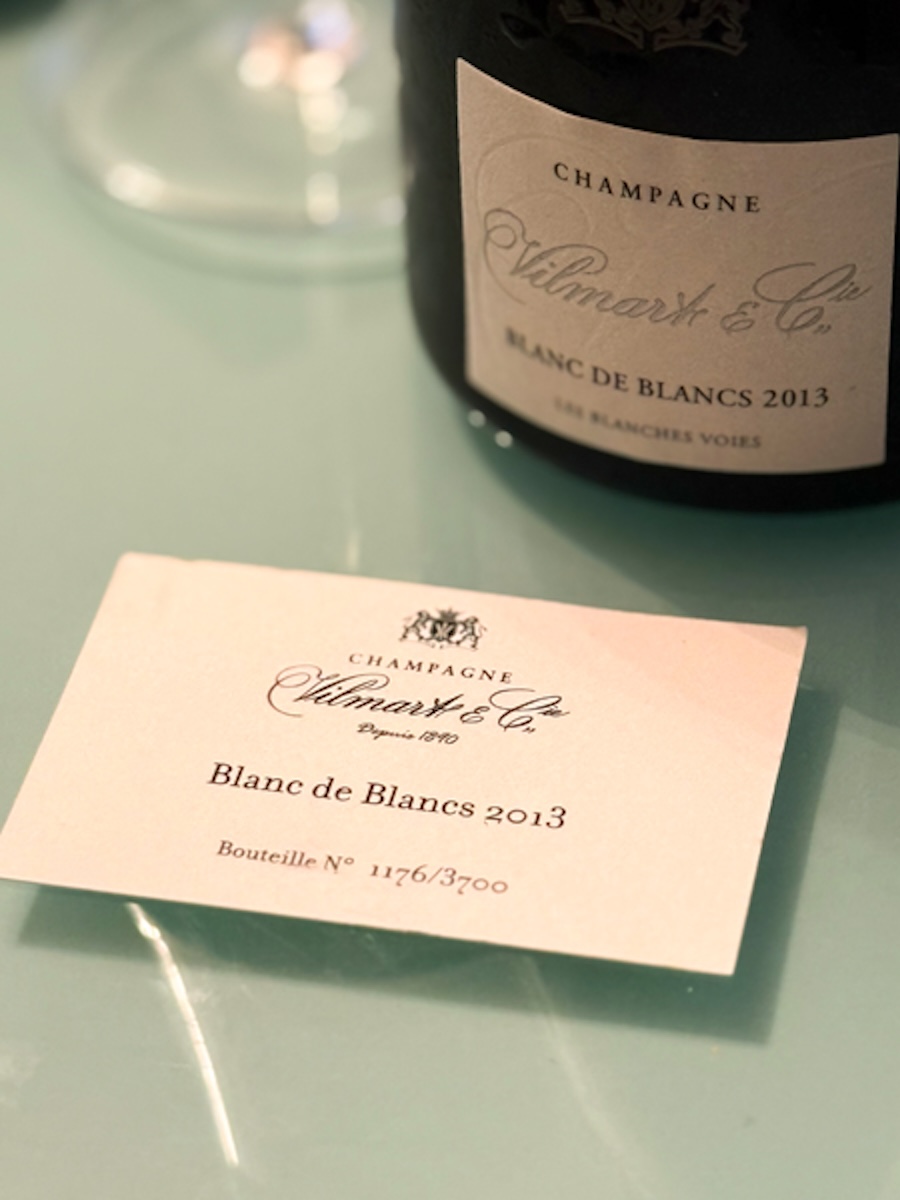 CHAMPAGNE
Vilmart & Cie
BLANC DE BLANCS 2013
LES BLANCHES VOIES
CHAMPAGNE
Vilmart & Cie
Depuis 1890
Blanc de Blancs 2013
Bouteille N° 1176/3700